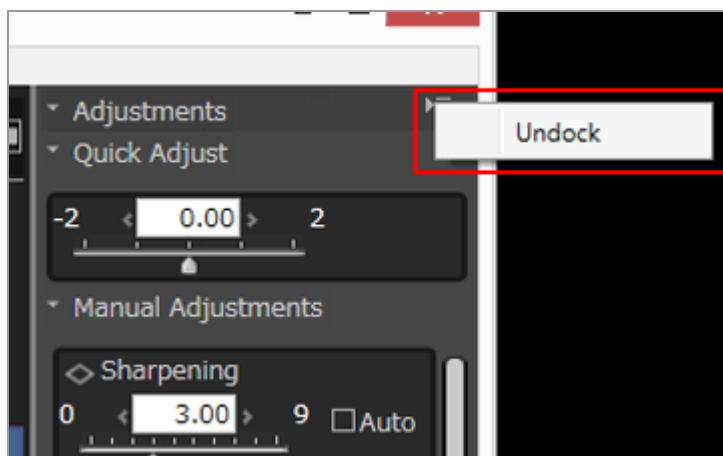 Adjustments
Undock
Quick Adjust
-2 0.00 2
Manual Adjustments
Sharpening
0 3.00 9 Auto